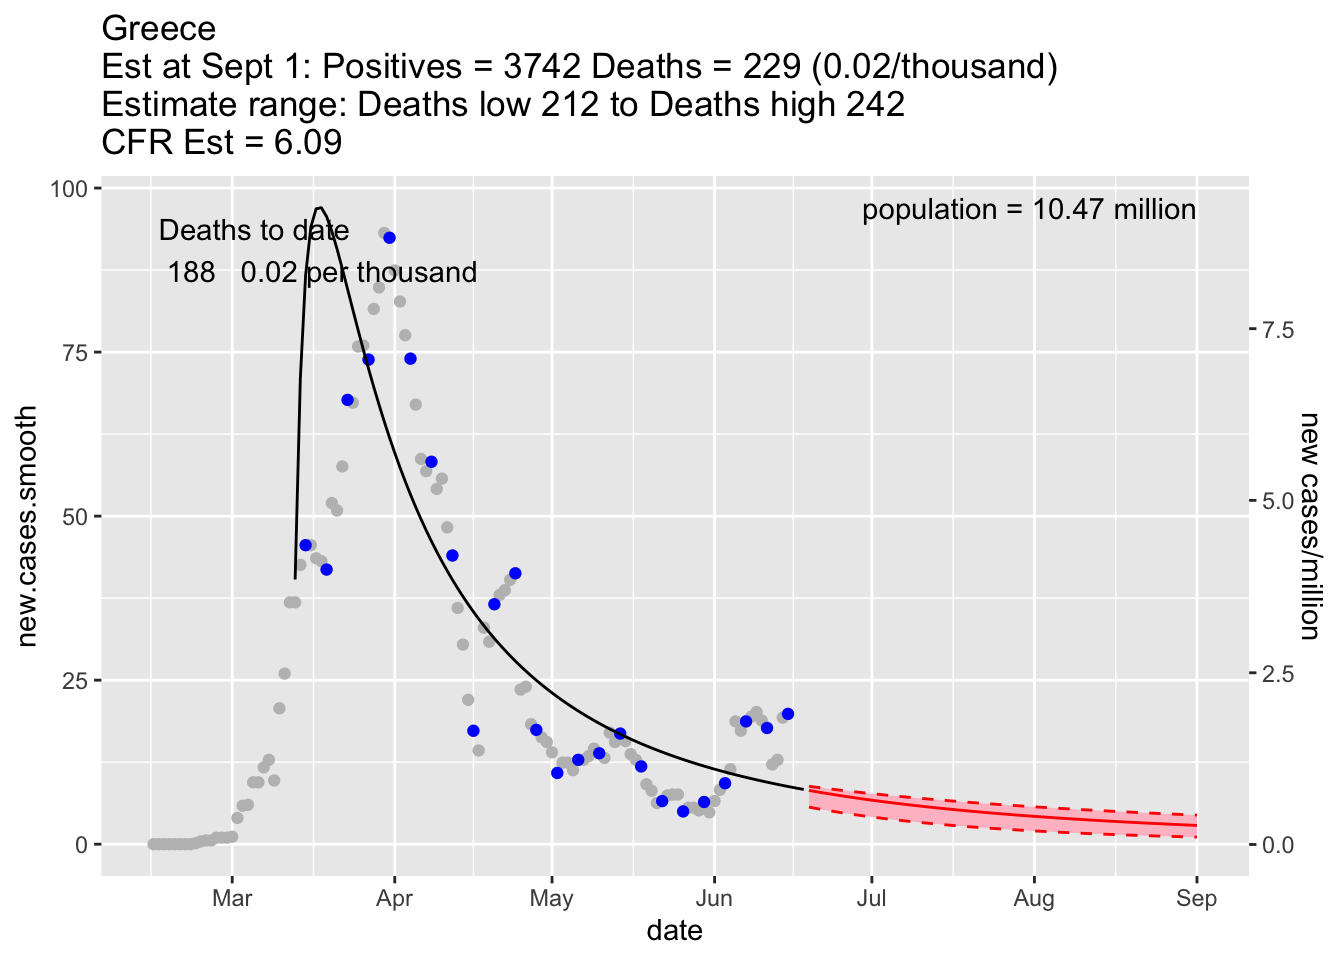 Greece
Est at Sept 1: Positives = 3742 Deaths = 229 (0.02/thousand)
Estimate range: Deaths low 212 to Deaths high 242
CFR Est = 6.09
100
75
50
25
0
new.cases.smooth
Deaths to date
188 0.02 per thousand
population = 10.47 million
7.5
5.0
2.5
0.0
new cases/million
Mar Apr May Jun Jul Aug Sep
date